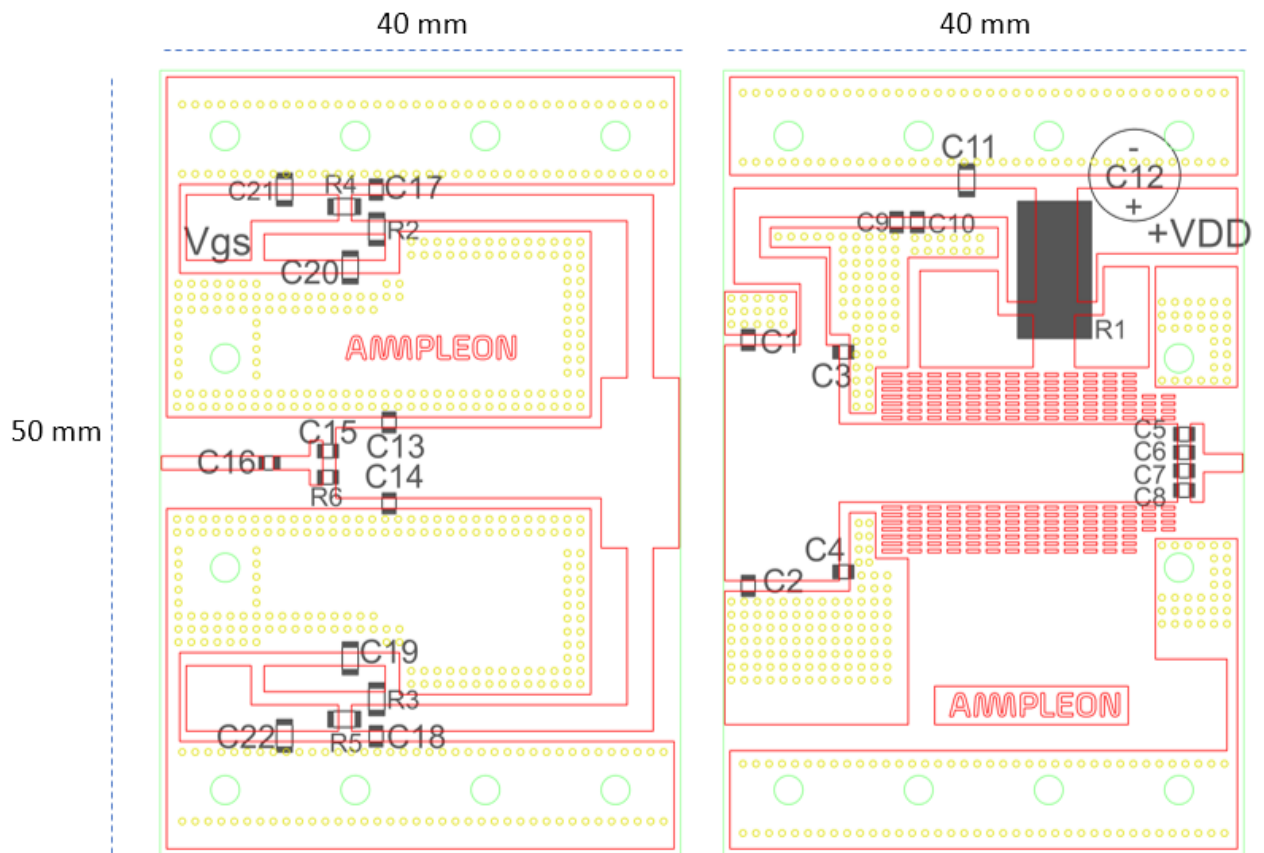 40 mm
40 mm
50 mm
C21
R4
C17
R2
Vgs
C20
AMPLEON
C15
C13
C16
C14
R6
C19
R3
C22
R5
C18
C11
-
C12
+
+VDD
C9
C10
R1
C1
C3
C5
C6
C7
C8
C4
C2
AMPLEON